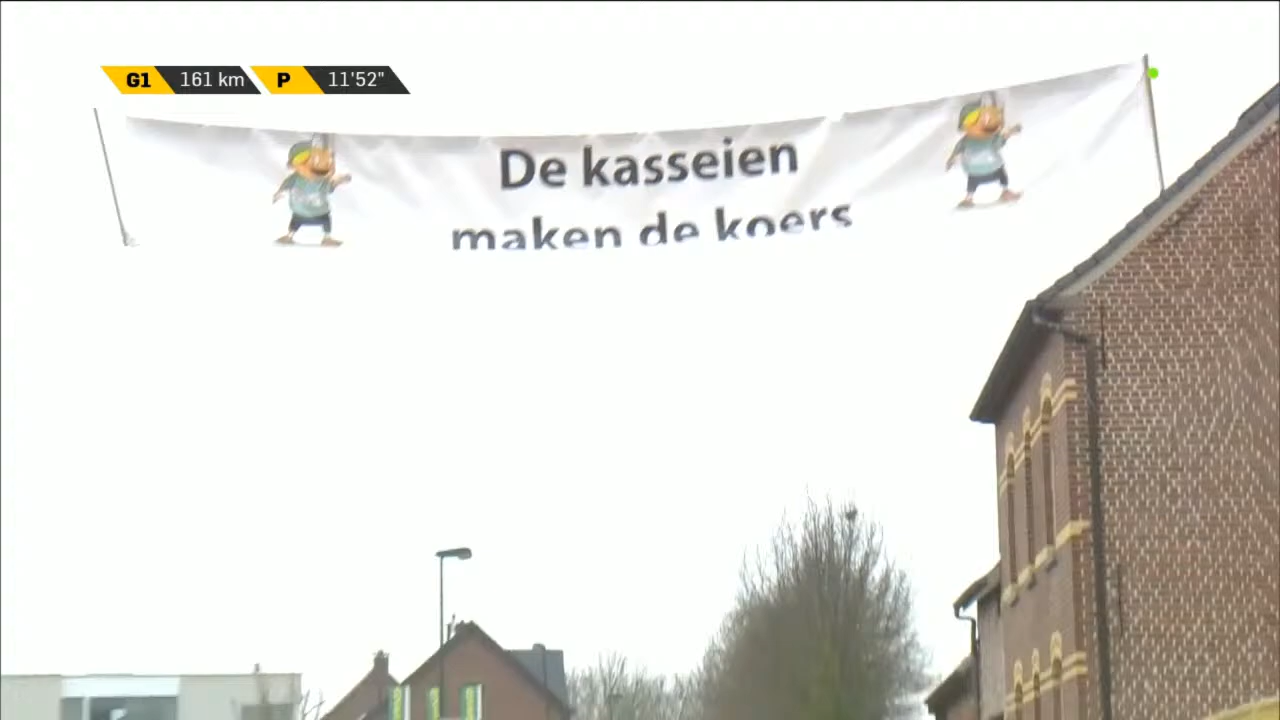 G1 161 km P 11'52"
De kasseien
maken de koers